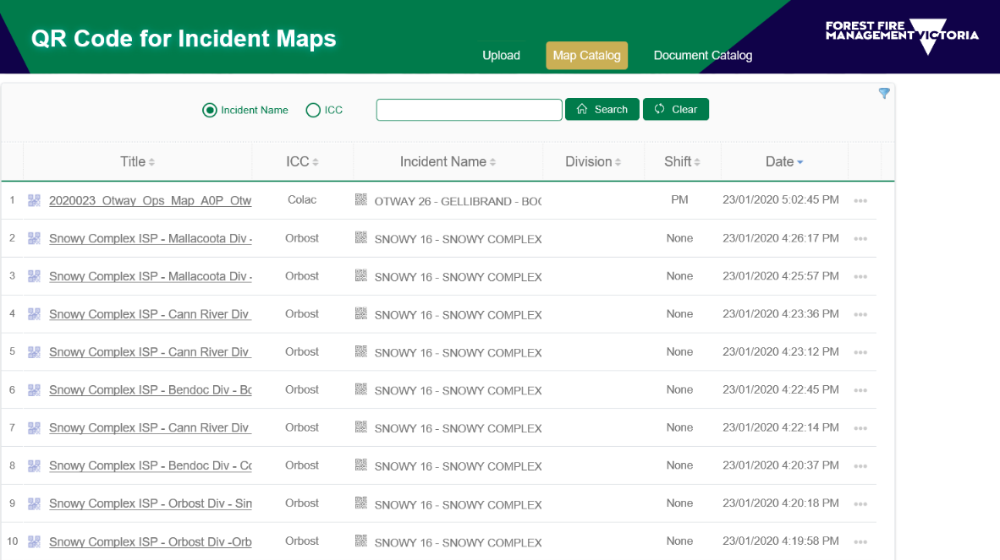 QR Code for Incident Maps
Upload Map Catalog Document Catalog
FOREST FIRE
MANAGEMENT VICTORIA
Incident Name ICC Search Clear
Title ICC Incident Name Division Shift Date
1 2020023_Otway_Ops_Map_A0P_Otw Colac OTWAY 26 - GELLIBRAND - BOO PM 23/01/2020 5:02:45 PM
2 Snowy Complex ISP - Mallacoota Div - Orbost SNOWY 16 - SNOWY COMPLEX None 23/01/2020 4:26:17 PM
3 Snowy Complex ISP - Mallacoota Div - Orbost SNOWY 16 - SNOWY COMPLEX None 23/01/2020 4:25:57 PM
4 Snowy Complex ISP - Cann River Div Orbost SNOWY 16 - SNOWY COMPLEX None 23/01/2020 4:23:36 PM
5 Snowy Complex ISP - Cann River Div Orbost SNOWY 16 - SNOWY COMPLEX None 23/01/2020 4:23:12 PM
6 Snowy Complex ISP - Bendoc Div - Bo Orbost SNOWY 16 - SNOWY COMPLEX None 23/01/2020 4:22:45 PM
7 Snowy Complex ISP - Cann River Div Orbost SNOWY 16 - SNOWY COMPLEX None 23/01/2020 4:22:14 PM
8 Snowy Complex ISP - Bendoc Div - Co Orbost SNOWY 16 - SNOWY COMPLEX None 23/01/2020 4:20:37 PM
9 Snowy Complex ISP - Orbost Div - Sin Orbost SNOWY 16 - SNOWY COMPLEX None 23/01/2020 4:20:18 PM
10 Snowy Complex ISP - Orbost Div -Orb Orbost SNOWY 16 - SNOWY COMPLEX None 23/01/2020 4:19:58 PM